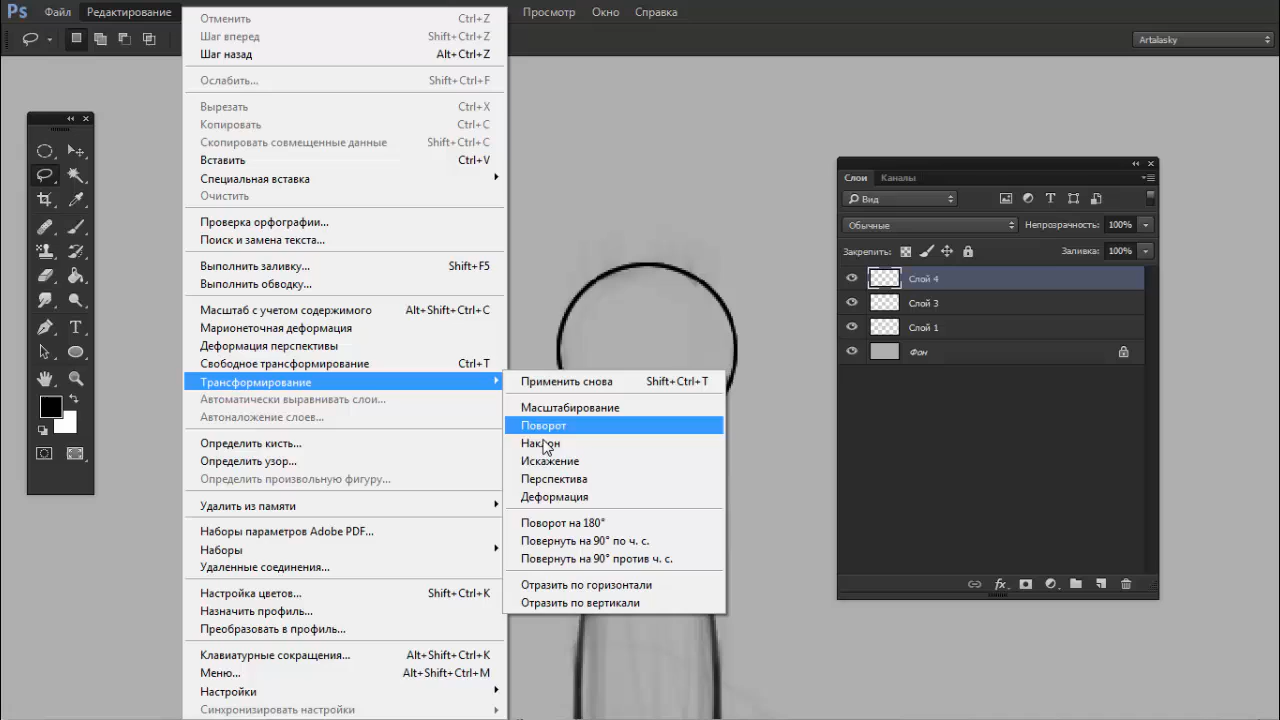 Ps Файл Редактирование Просмотр Окно Справка
Artalasky
Отменить Ctrl+Z
Шаг вперед Shift+Ctrl+Z
Шаг назад Alt+Ctrl+Z
Ослабить... Shift+Ctrl+F
Вырезать Ctrl+X
Копировать Ctrl+C
Скопировать совмещенные данные Shift+Ctrl+C
Вставить Ctrl+V
Специальная вставка
Очистить
Проверка орфографии...
Поиск и замена текста...
Выполнить заливку... Shift+F5
Выполнить обводку...
Масштаб с учетом содержимого Alt+Shift+Ctrl+C
Марионеточная деформация
Деформация перспективы
Свободное трансформирование Ctrl+T
Трансформирование
Автоматически выравнивать слои...
Автоналожение слоев...
Определить кисть...
Определить узор...
Определить произвольную фигуру...
Удалить из памяти
Наборы параметров Adobe PDF...
Наборы
Удаленные соединения...
Настройка цветов... Shift+Ctrl+K
Назначить профиль...
Преобразовать в профиль...
Клавиатурные сокращения... Alt+Shift+Ctrl+K
Меню... Alt+Shift+Ctrl+M
Настройки
Синхронизировать настройки
Применить снова Shift+Ctrl+T
Масштабирование
Поворот
Наклон
Искажение
Перспектива
Деформация
Поворот на 180°
Повернуть на 90° по ч. с.
Повернуть на 90° против ч. с.
Отразить по горизонтали
Отразить по вертикали
Слои Каналы
Вид
Обычные Непрозрачность: 100%
Закрепить: Заливка: 100%
Слой 4
Слой 3
Слой 1
Фон